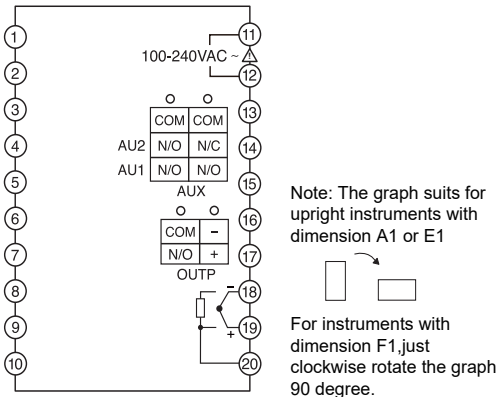 1
2
3
4
5
6
7
8
9
10
11
100-240VAC ~
12
13
14
15
16
17
18
19
20
COM COM
AU2 N/O N/C
AU1 N/O N/O
AUX
COM -
N/O +
OUTP
-
+
Note: The graph suits for
upright instruments with
dimension A1 or E1
For instruments with
dimension F1,just
clockwise rotate the graph
90 degree.